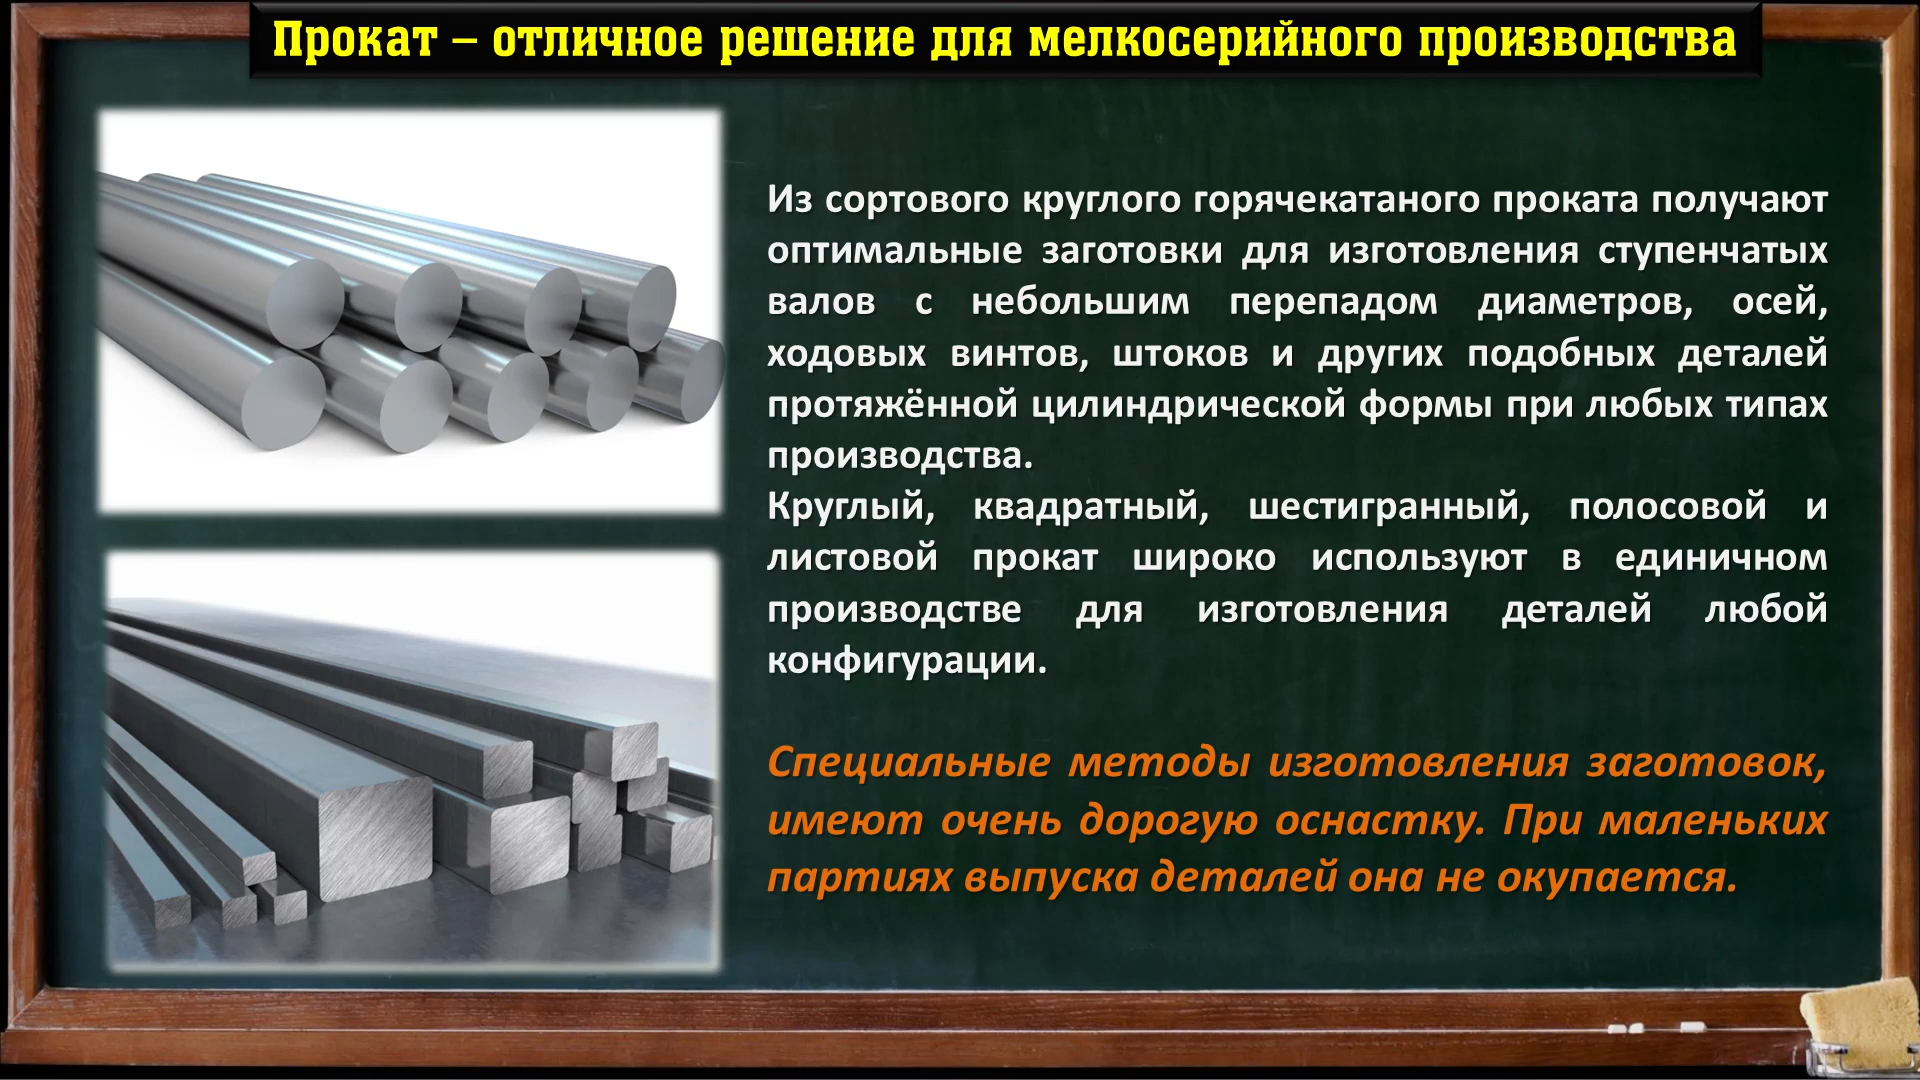 Прокат – отличное решение для мелкосерийного производства
Из сортового круглого горячекатаного проката получают
оптимальные заготовки для изготовления ступенчатых
валов с небольшим перепадом диаметров, осей,
ходовых винтов, штоков и других подобных деталей
протяжённой цилиндрической формы при любых типах
производства.
Круглый, квадратный, шестигранный, полосовой и
листовой прокат широко используют в единичном
производстве для изготовления деталей любой
конфигурации.
Специальные методы изготовления заготовок,
имеют очень дорогую оснастку. При маленьких
партиях выпуска деталей она не окупается.